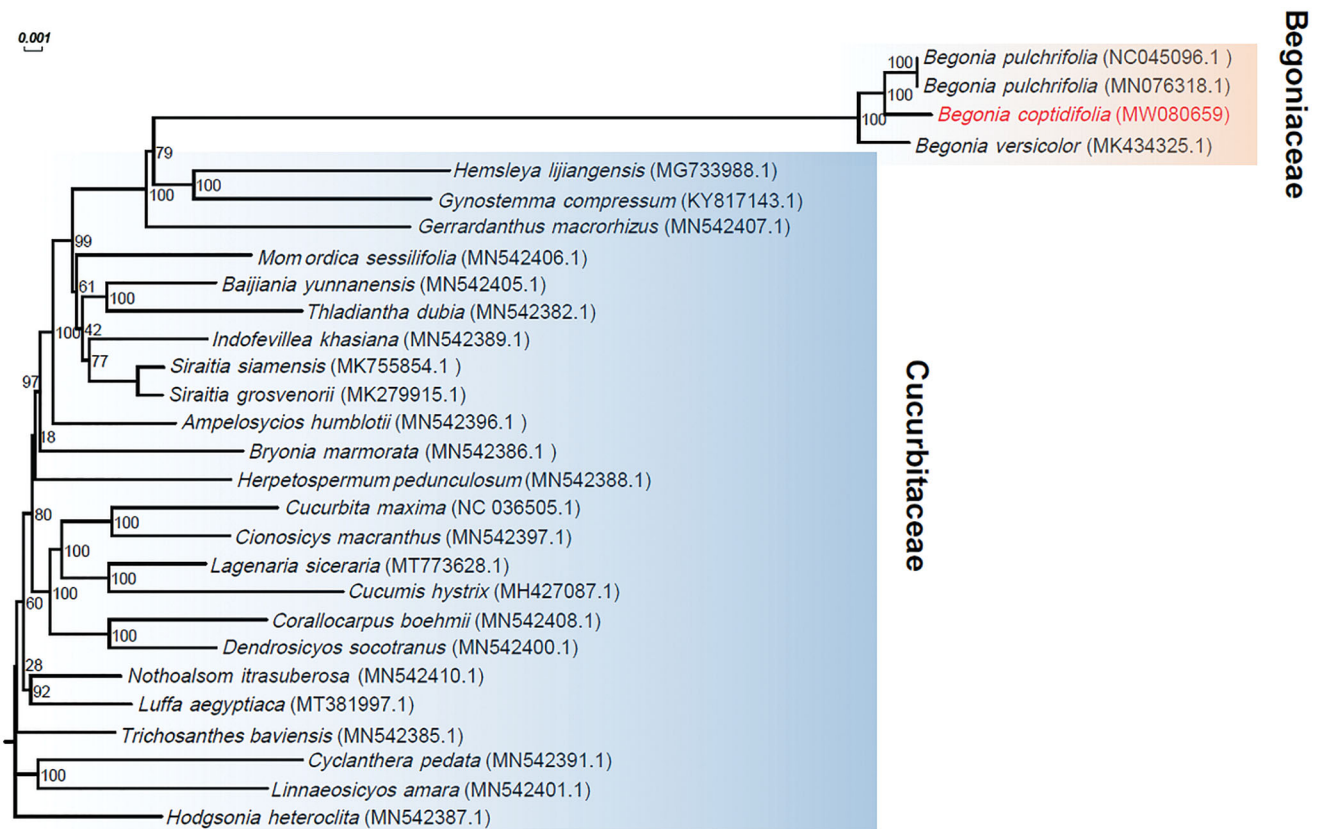 0.001
Begoniaceae
100
Begonia pulchrifolia (NC045096.1 )
Begonia pulchrifolia (MN076318.1)
100
Begonia coptidifolia (MW080659)
100
Begonia versicolor (MK434325.1)
79
Hemsleya lijiangensis (MG733988.1)
100
100
Gynostemma compressum (KY817143.1)
Gerrardanthus macrorhizus (MN542407.1)
99
Momordica sessilifolia (MN542406.1)
61
Baijiania yunnanensis (MN542405.1)
100
Thladiantha dubia (MN542382.1)
100
42
Indofevillea khasiana (MN542389.1)
77
Siraitia siamensis (MK755854.1 )
Siraitia grosvenorii (MK279915.1)
97
Ampelosycios humblotii (MN542396.1 )
18
Bryonia marmorata (MN542386.1 )
Herpetospermum pedunculosum (MN542388.1)
Cucurbitaceae
80
Cucurbita maxima (NC 036505.1)
100
Cionosicys macranthus (MN542397.1)
100
Lagenaria siceraria (MT773628.1)
100
100
Cucumis hystrix (MH427087.1)
60
Corallocarpus boehmii (MN542408.1)
100
Dendrosicyos socotranus (MN542400.1)
28
Nothoalsom itrasuberosa (MN542410.1)
92
Luffa aegyptiaca (MT381997.1)
Trichosanthes baviensis (MN542385.1)
Cyclanthera pedata (MN542391.1)
100
Linnaeosicyos amara (MN542401.1)
Hodgsonia heteroclita (MN542387.1)